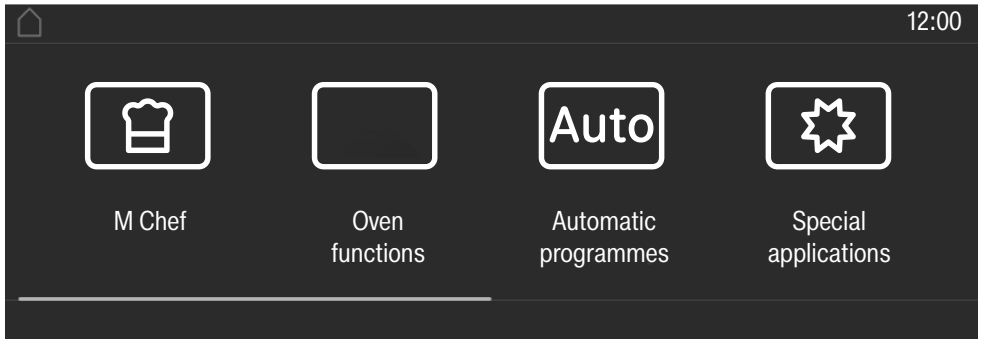 12:00
Auto
M Chef
Oven
functions
Automatic
programmes
Special
applications